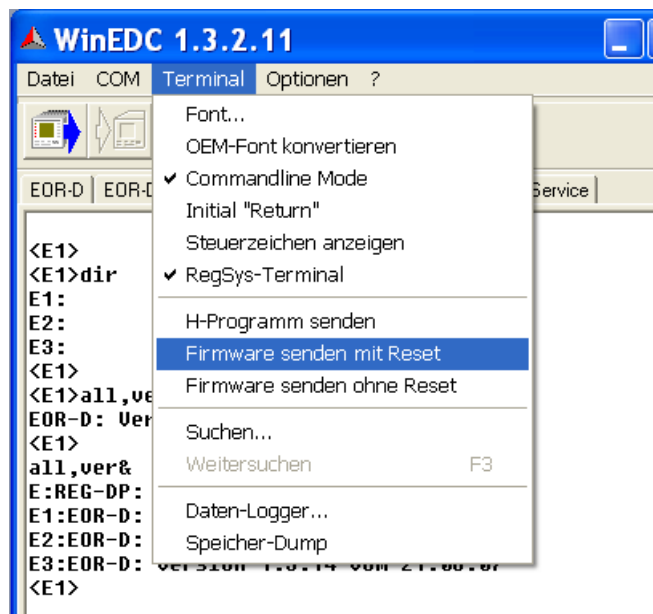 WinEDC 1.3.2.11
Datei COM Terminal Optionen ?
Font...
OEM-Font konvertieren
✓ Commandline Mode
Initial "Return"
Steuerzeichen anzeigen
✓ RegSys-Terminal
H-Programm senden
Firmware senden mit Reset
Firmware senden ohne Reset
Suchen...
Weitersuchen F3
Daten-Logger...
Speicher-Dump
EOR-D EOR-D Service
<E1>
<E1>dir
E1:
E2:
E3:
<E1>
<E1>all,ve
EOR-D: Ver
<E1>
all,ver&
E:REG-DP:
E1:EOR-D:
E2:EOR-D:
E3:EOR-D:
<E1>